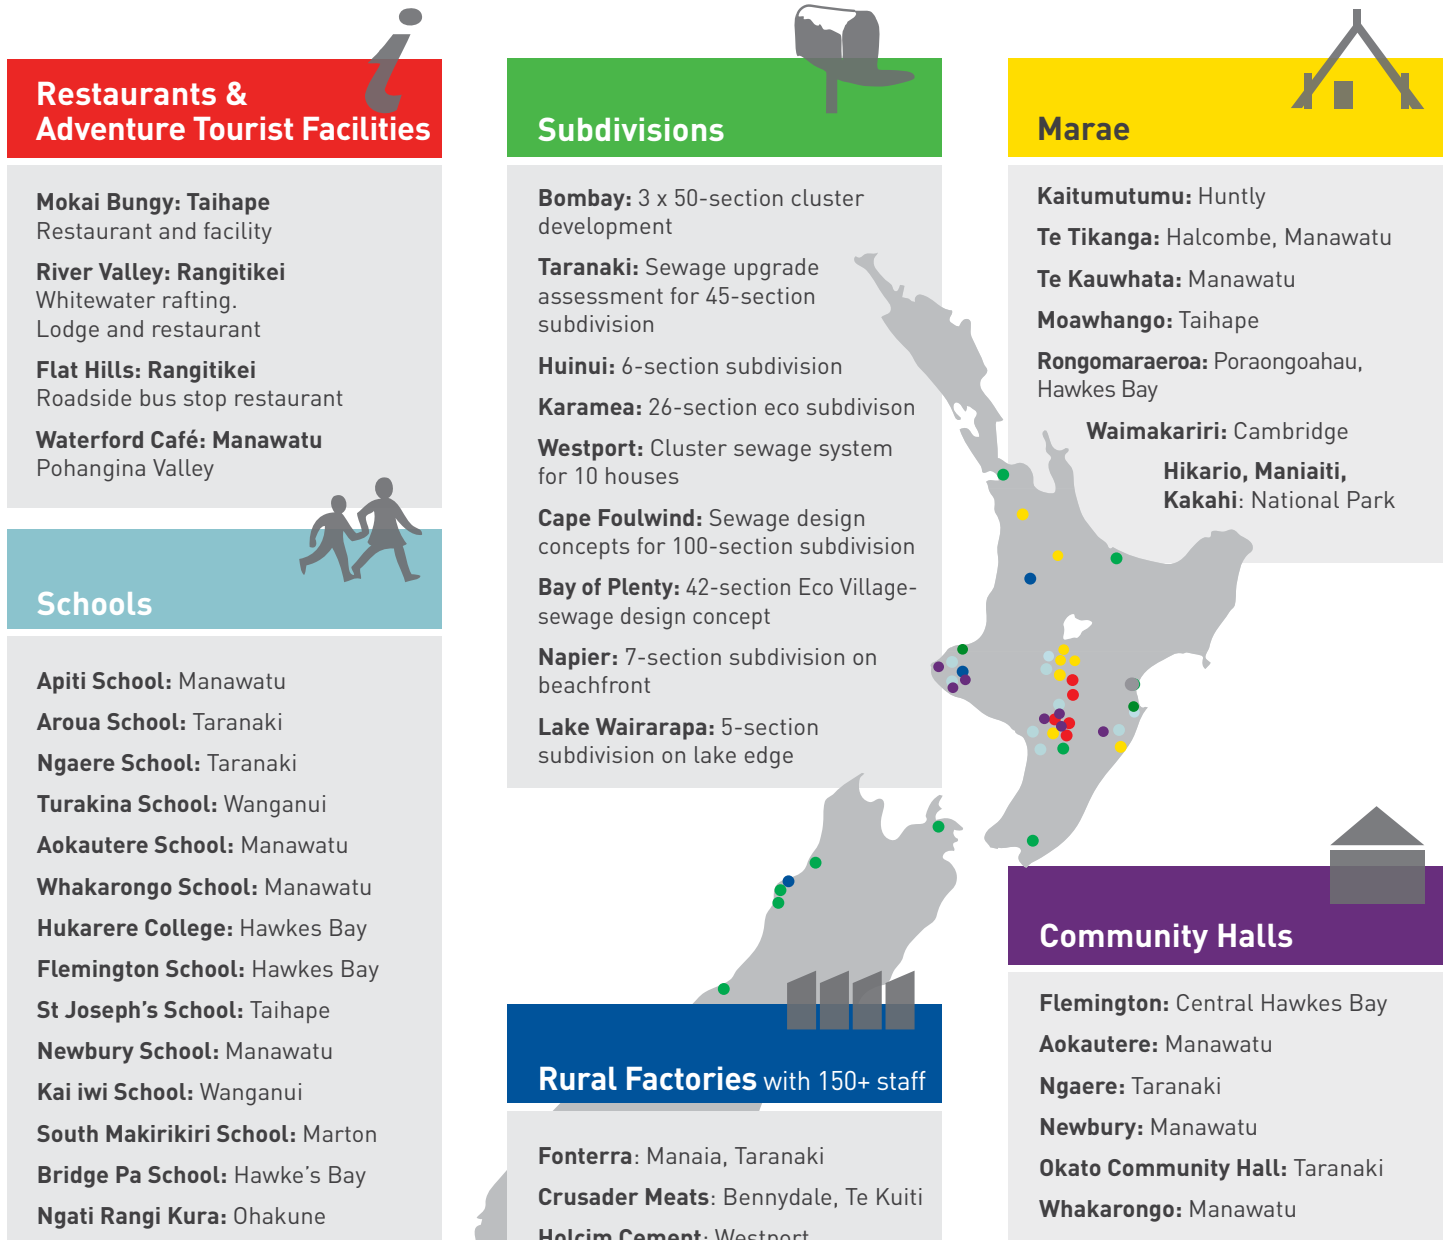 Restaurants &
Adventure Tourist Facilities
Mokai Bungy: Taihape
Restaurant and facility
River Valley: Rangitikei
Whitewater rafting.
Lodge and restaurant
Flat Hills: Rangitikei
Roadside bus stop restaurant
Waterford Café: Manawatu
Pohangina Valley
Schools
Apiti School: Manawatu
Aroua School: Taranaki
Ngaere School: Taranaki
Turakina School: Wanganui
Aokautere School: Manawatu
Whakarongo School: Manawatu
Hukarere College: Hawkes Bay
Flemington School: Hawkes Bay
St Joseph's School: Taihape
Newbury School: Manawatu
Kai iwi School: Wanganui
South Makirikiri School: Marton
Bridge Pa School: Hawke's Bay
Ngati Rangi Kura: Ohakune
Subdivisions
Bombay: 3 x 50-section cluster
development
Taranaki: Sewage upgrade
assessment for 45-section
subdivision
Huinui: 6-section subdivision
Karamea: 26-section eco subdivison
Westport: Cluster sewage system
for 10 houses
Cape Foulwind: Sewage design
concepts for 100-section subdivision
Bay of Plenty: 42-section Eco Village-
sewage design concept
Napier: 7-section subdivision on
beachfront
Lake Wairarapa: 5-section
subdivision on lake edge
Rural Factories with 150+ staff
Fonterra: Manaia, Taranaki
Crusader Meats: Bennydale, Te Kuiti
Holcim Cement: Westport
Marae
Kaitumutumu: Huntly
Te Tikanga: Halcombe, Manawatu
Te Kauwhata: Manawatu
Moawhango: Taihape
Rongomaraeroa: Poraongoahau,
Hawkes Bay
Waimakariri: Cambridge
Hikario, Maniaiti,
Kakahi: National Park
Community Halls
Flemington: Central Hawkes Bay
Aokautere: Manawatu
Ngaere: Taranaki
Newbury: Manawatu
Okato Community Hall: Taranaki
Whakarongo: Manawatu